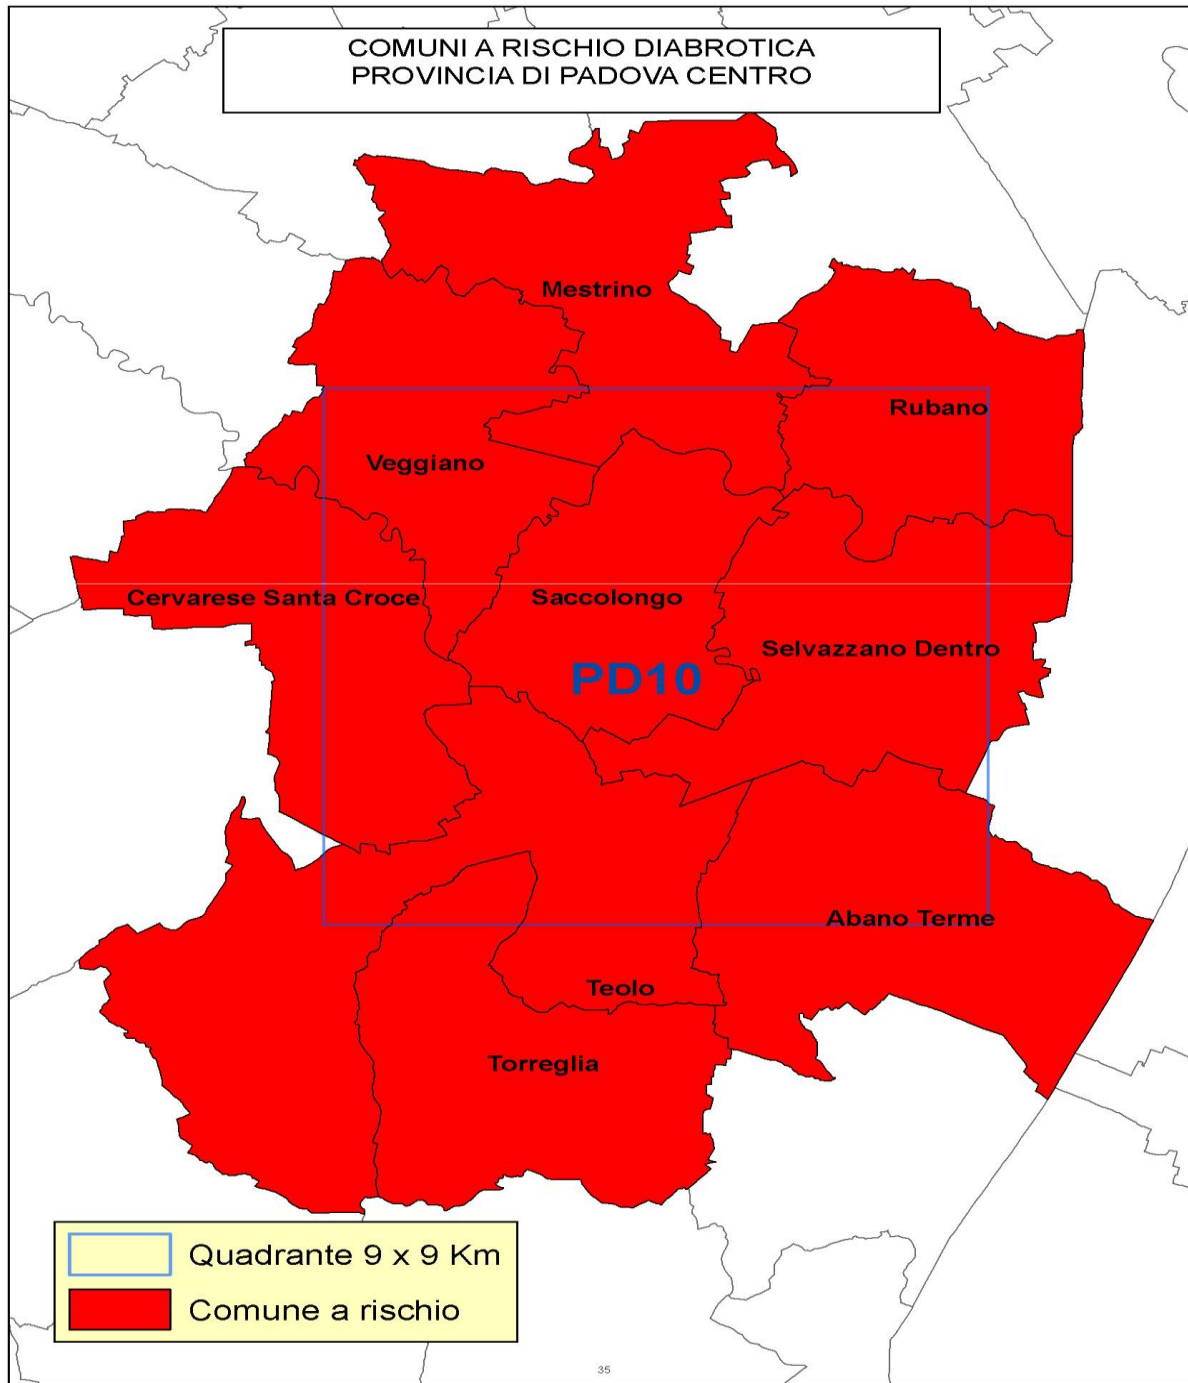 COMUNI A RISCHIO DIABROTICA
PROVINCIA DI PADOVA CENTRO
Mestrino
Rubano
Veggiano
Cervarese Santa Croce
Saccolongo
Selvazzano Dentro
PD10
Abano Terme
Teolo
Torreglia
Quadrante 9 x 9 Km
Comune a rischio
35